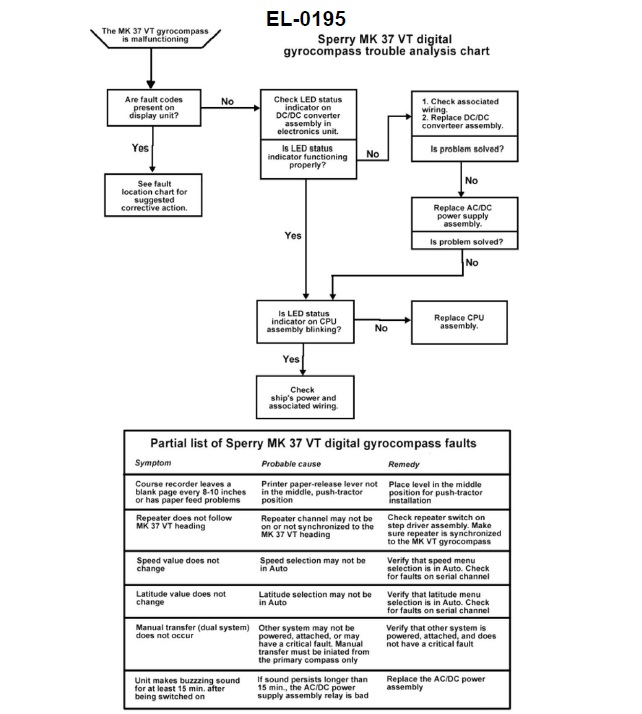 EL-0195
Sperry MK 37 VT digital
gyrocompass trouble analysis chart
The MK 37 VT gyrocompass
is malfunctioning
Are fault codes
present on
display unit?
No
Yes
See fault
location chart for
suggested
corrective action.
Check LED status
indicator on
DC/DC converter
assembly in
electronics unit.
Is LED status
indicator functioning
properly?
No
Yes
1. Check associated
wiring.
2. Replace DC/DC
converteer assembly.
Is problem solved?
No
Replace AC/DC
power supply
assembly.
Is problem solved?
No
Is LED status
indicator on CPU
assembly blinking?
No
Replace CPU
assembly.
Yes
Check
ship's power and
associated wiring.
Partial list of Sperry MK 37 VT digital gyrocompass faults
Symptom Probable cause Remedy
Course recorder leaves a
blank page every 8-10 inches
or has paper feed problems
Printer paper-release lever not
in the middle, push-tractor
position
Place level in the middle
position for push-tractor
installation
Repeater does not follow
MK 37 VT heading
Repeater channel may not be
on or not synchronized to the
MK 37 VT heading
Check repeater switch on
step driver assembly. Make
sure repeater is synchronized
to the MK VT gyrocompass
Speed value does not
change
Speed selection may not be
in Auto
Verify that speed menu
selection is in Auto. Check
for faults on serial channel
Latitude value does not
change
Latitude selection may not be
in Auto
Verify that latitude menu
selection is in Auto. Check
for faults on serial channel
Manual transfer (dual system)
does not occur
Other system may not be
powered, attached, or may
have a critical fault. Manual
transfer must be iniated from
the primary compass only
Verify that other system is
powered, attached, and does
not have a critical fault
Unit makes buzzzing sound
for at least 15 min. after
being switched on
If sound persists longer than
15 min., the AC/DC power
supply assembly relay is bad
Replace the AC/DC power
assembly